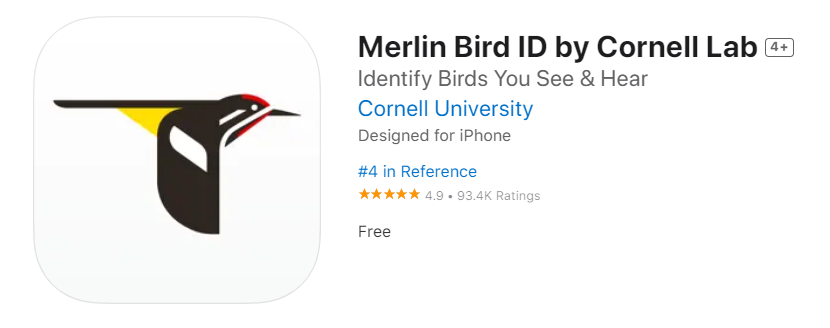 Merlin Bird ID by Cornell Lab 4+
Identify Birds You See & Hear
Cornell University
Designed for iPhone
#4 in Reference
★★★★★ 4.9 • 93.4K Ratings
Free